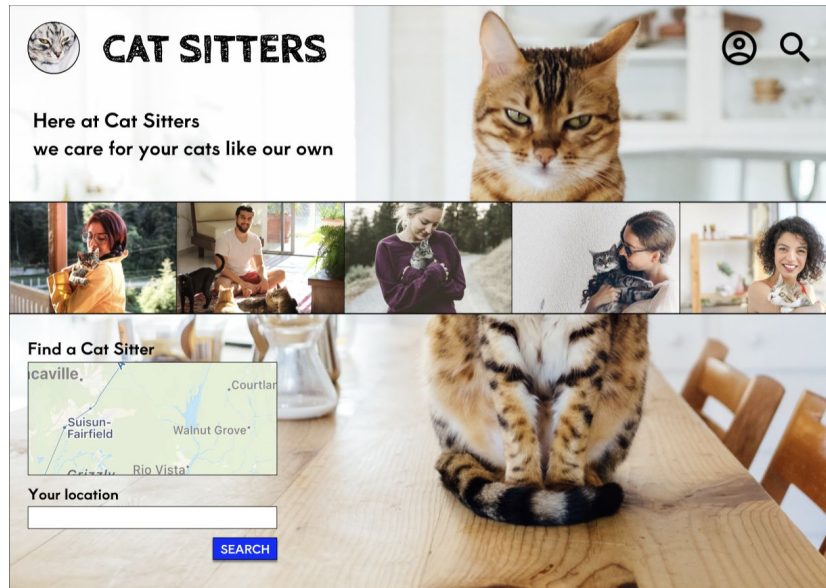 CAT SITTERS
Here at Cat Sitters
we care for your cats like our own
Find a Cat Sitter
caville
Courtlan
Suisun-
Fairfield
Walnut Grove
Rio Vista
Grizzly
Your location
SEARCH